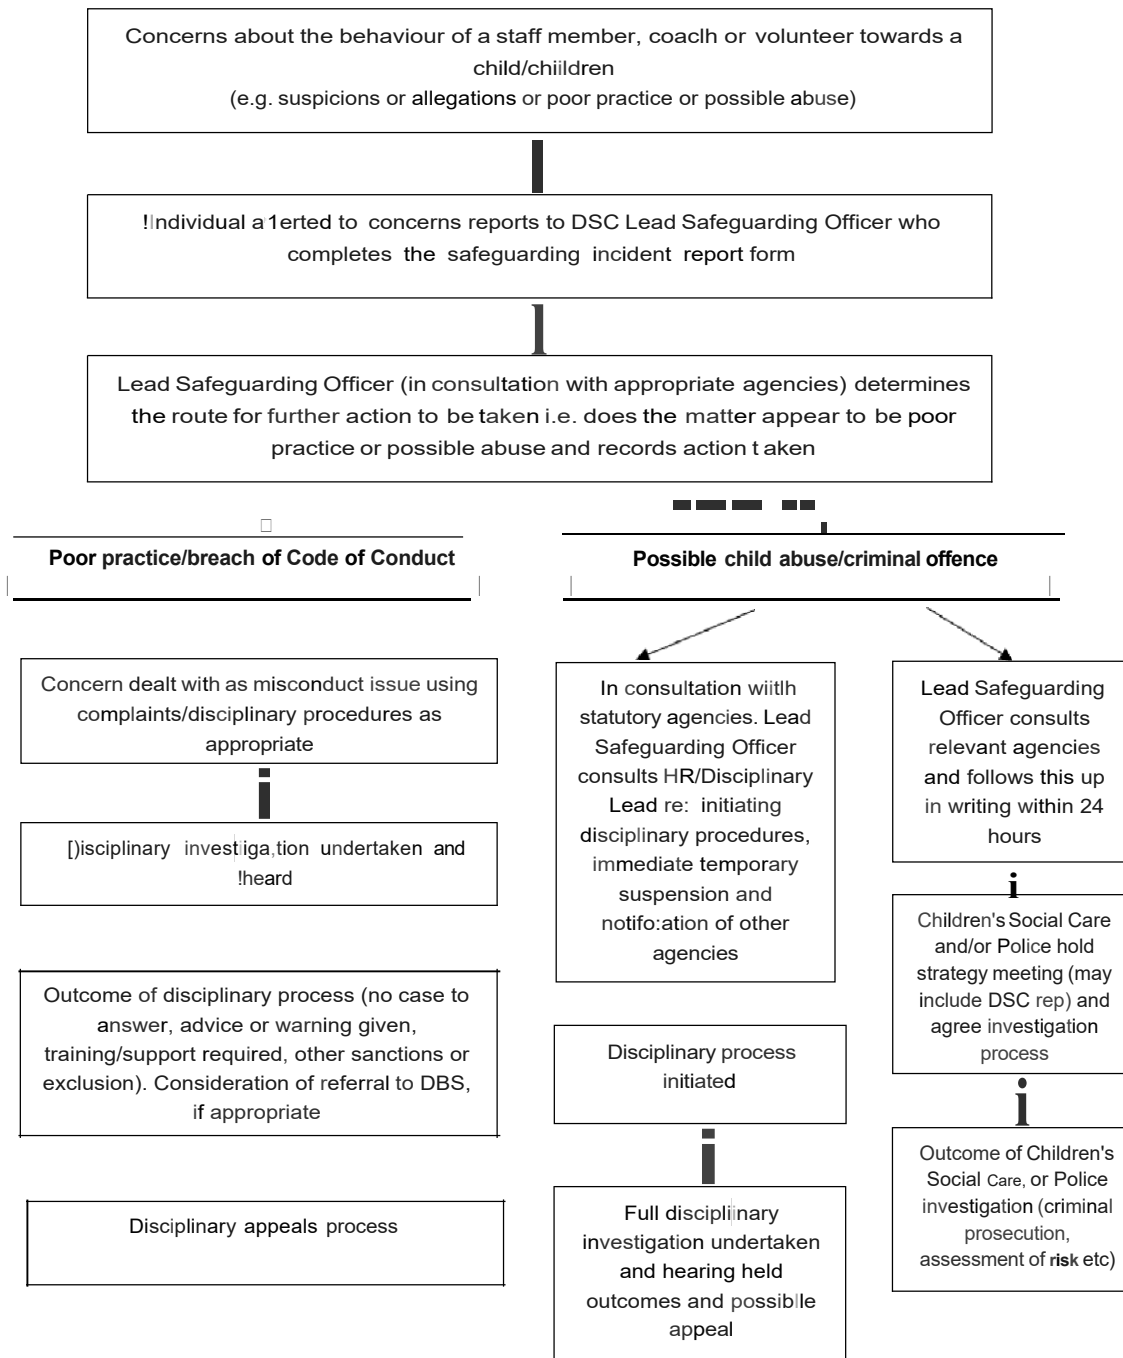 Concerns about the behaviour of a staff member, coaclh or volunteer towards a
child/chiildren
(e.g. suspicions or allegations or poor practice or possible abuse)
!Individual a1erted to concerns reports to DSC Lead Safeguarding Officer who
completes the safeguarding incident report form
Lead Safeguarding Officer (in consultation with appropriate agencies) determines
the route for further action to be taken i.e. does the matter appear to be poor
practice or possible abuse and records action t aken
Poor practice/breach of Code of Conduct
Concern dealt with as misconduct issue using
complaints/disciplinary procedures as
appropriate
[)isciplinary investiiga,tion undertaken and
!heard
Outcome of disciplinary process (no case to
answer, advice or warning given,
training/support required, other sanctions or
exclusion). Consideration of referral to DBS,
if appropriate
Disciplinary appeals process
Possible child abuse/criminal offence
In consultation wiitlh
statutory agencies. Lead
Safeguarding Officer
consults HR/Disciplinary
Lead re: initiating
disciplinary procedures,
immediate temporary
suspension and
notifo:ation of other
agencies
Disciplinary process
initiated
Full discipliinary
investigation undertaken
and hearing held
outcomes and possiblle
appeal
Lead Safeguarding
Officer consults
relevant agencies
and follows this up
in writing within 24
hours
Children's Social Care
and/or Police hold
strategy meeting (may
include DSC rep) and
agree investigation
process
Outcome of Children's
Social Care, or Police
investigation (criminal
prosecution,
assessment of risk etc)